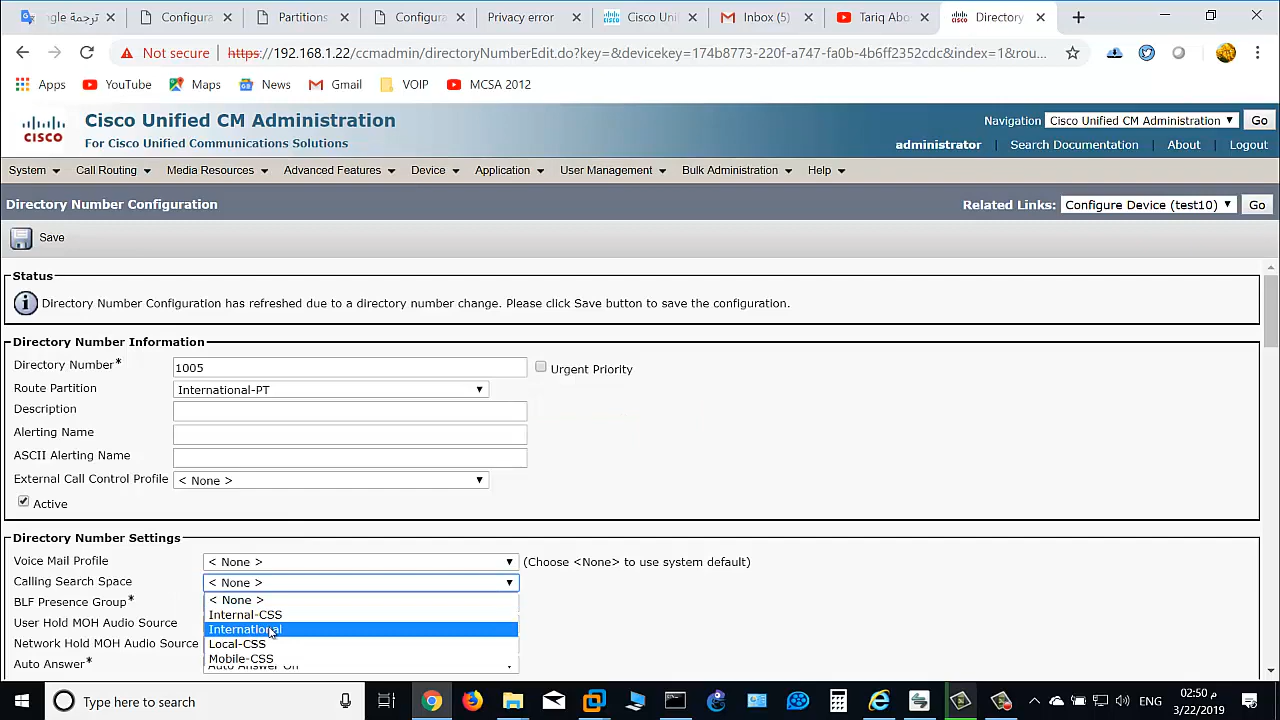 ترجمة angle
Configura
Partitions
Configura
Privacy error
Cisco Uni
Inbox (5)
Tariq Abo
Directory
Not secure https://192.168.1.22/ccmadmin/directoryNumberEdit.do?key=&devicekey=174b8773-220f-a747-fa0b-4b6ff2352cdc&index=1&rou...
Apps YouTube Maps News Gmail VOIP MCSA 2012
CISCO
Cisco Unified CM Administration
For Cisco Unified Communications Solutions
Navigation Cisco Unified CM Administration Go
administrator | Search Documentation | About | Logout
System Call Routing Media Resources Advanced Features Device Application User Management Bulk Administration Help
Directory Number Configuration
Related Links: Configure Device (test10) Go
Save
Status
Directory Number Configuration has refreshed due to a directory number change. Please click Save button to save the configuration.
Directory Number Information
Directory Number* 1005 Urgent Priority
Route Partition International-PT
Description
Alerting Name
ASCII Alerting Name
External Call Control Profile < None >
Active
Directory Number Settings
Voice Mail Profile < None > (Choose <None> to use system default)
Calling Search Space < None >
BLF Presence Group* < None >
Internal-CSS
User Hold MOH Audio Source International
Network Hold MOH Audio Source Local-CSS
Mobile-CSS
Auto Answer* Auto Answer Off
Type here to search
ENG
02:50 م
3/22/2019